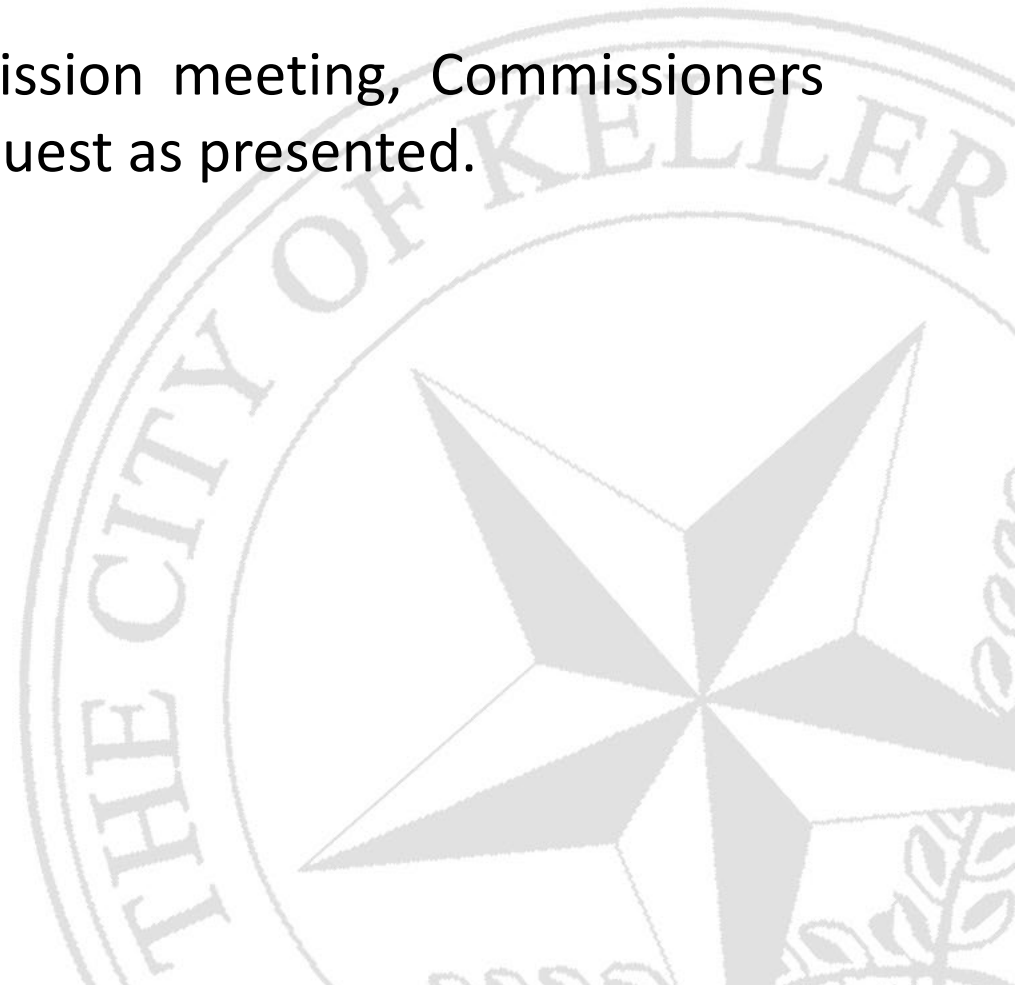 ission meeting, Commissioners
uest as presented.
THE CITY OF KELLER